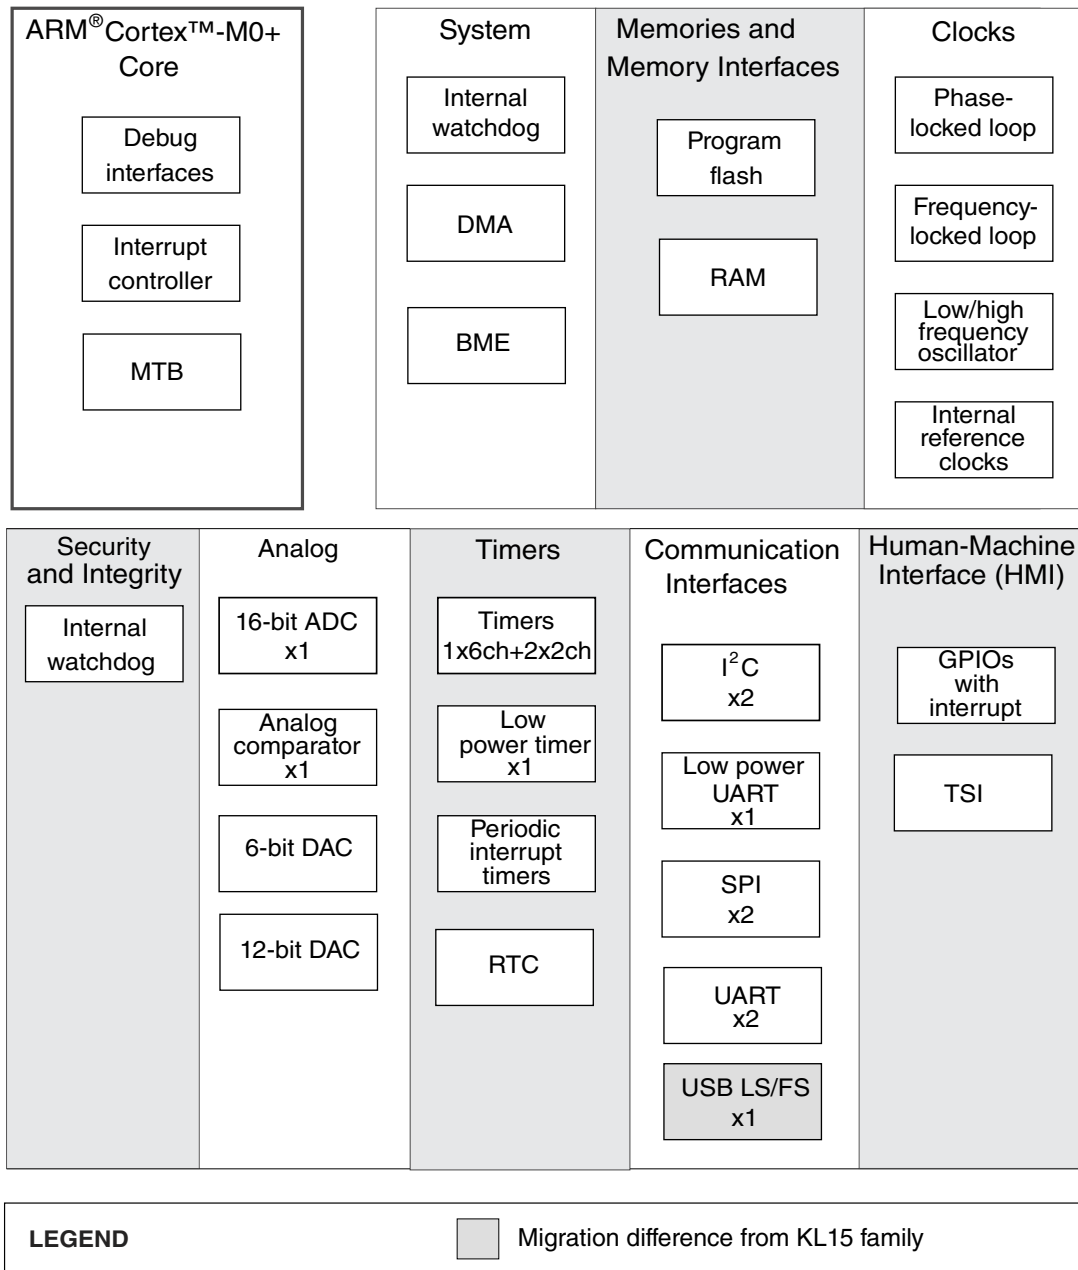 ARM®Cortex™-M0+
Core
Debug
interfaces
Interrupt
controller
MTB
System
Internal
watchdog
DMA
BME
Memories and
Memory Interfaces
Program
flash
RAM
Clocks
Phase-
locked loop
Frequency-
locked loop
Low/high
frequency
oscillator
Internal
reference
clocks
Security
and Integrity
Internal
watchdog
Analog
16-bit ADC
x1
Analog
comparator
x1
6-bit DAC
12-bit DAC
Timers
Timers
1x6ch+2x2ch
Low
power timer
x1
Periodic
interrupt
timers
RTC
Communication
Interfaces
I²C
x2
Low power
UART
x1
SPI
x2
UART
x2
USB LS/FS
x1
Human-Machine
Interface (HMI)
GPIOs
with
interrupt
TSI
LEGEND
Migration difference from KL15 family